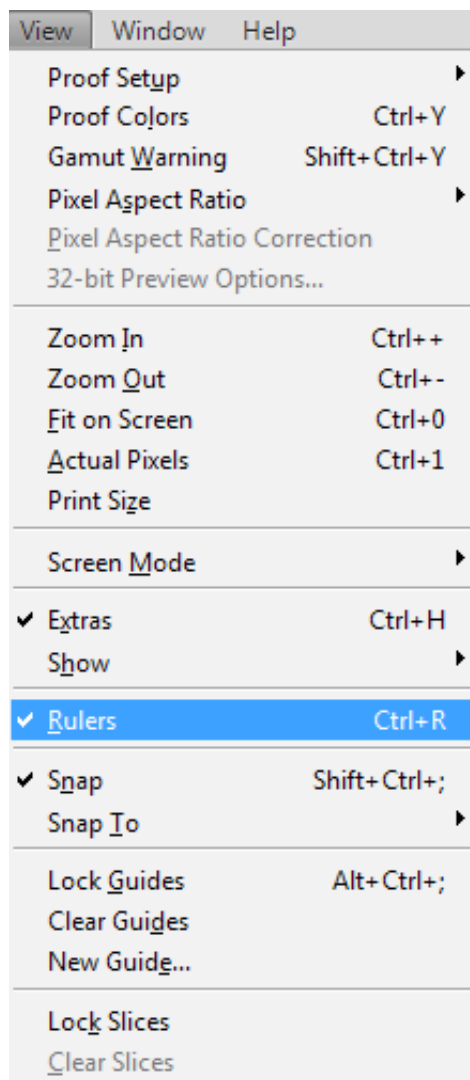 View Window Help
Proof Setup
Proof Colors Ctrl+Y
Gamut Warning Shift+Ctrl+Y
Pixel Aspect Ratio
Pixel Aspect Ratio Correction
32-bit Preview Options...
Zoom In Ctrl++
Zoom Out Ctrl+-
Fit on Screen Ctrl+0
Actual Pixels Ctrl+1
Print Size
Screen Mode
Extras Ctrl+H
Show
Rulers Ctrl+R
Snap Shift+Ctrl+;
Snap To
Lock Guides Alt+Ctrl+;
Clear Guides
New Guide...
Lock Slices
Clear Slices